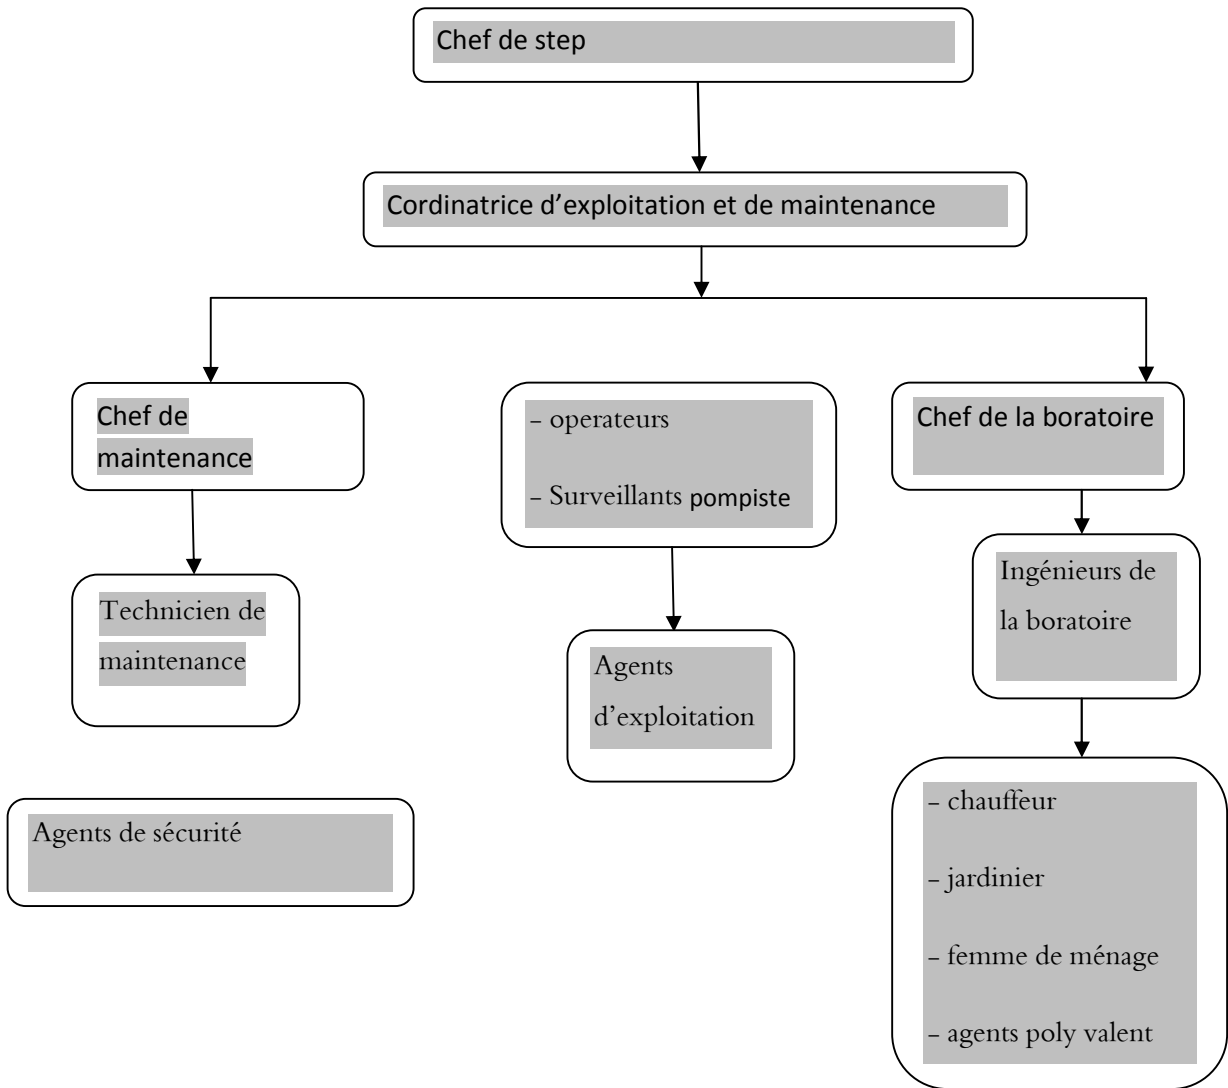 Chef de step
Cordinatrice d’exploitation et de maintenance
Chef de
maintenance
- operateurs
- Surveillants pompiste
Chef de la boratoire
Technicien de
maintenance
Agents
d’exploitation
Ingénieurs de
la boratoire
Agents de sécurité
- chauffeur
- jardinier
- femme de ménage
- agents poly valent